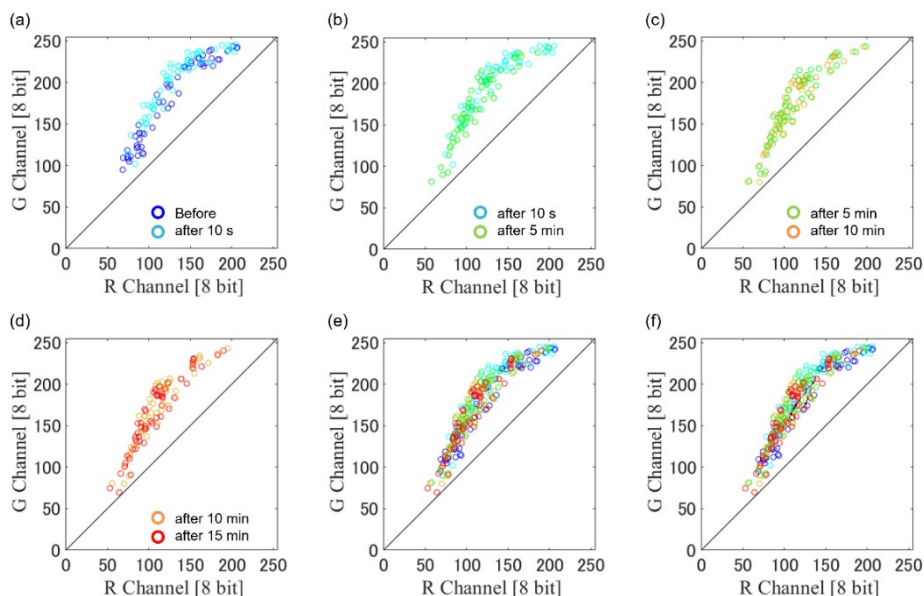 (a) (b) (c)
250 250 250
200 200 200
150 150 150
100 100 100
50 50 50
0 0 0
G Channel [8 bit] G Channel [8 bit] G Channel [8 bit]
Before after 10 s after 5 min
after 10 s after 5 min after 10 min
0 50 100 150 200 250 0 50 100 150 200 250 0 50 100 150 200 250
R Channel [8 bit] R Channel [8 bit] R Channel [8 bit]
(d) (e) (f)
250 250 250
200 200 200
150 150 150
100 100 100
50 50 50
0 0 0
G Channel [8 bit] G Channel [8 bit] G Channel [8 bit]
after 10 min
after 15 min
0 50 100 150 200 250 0 50 100 150 200 250 0 50 100 150 200 250
R Channel [8 bit] R Channel [8 bit] R Channel [8 bit]